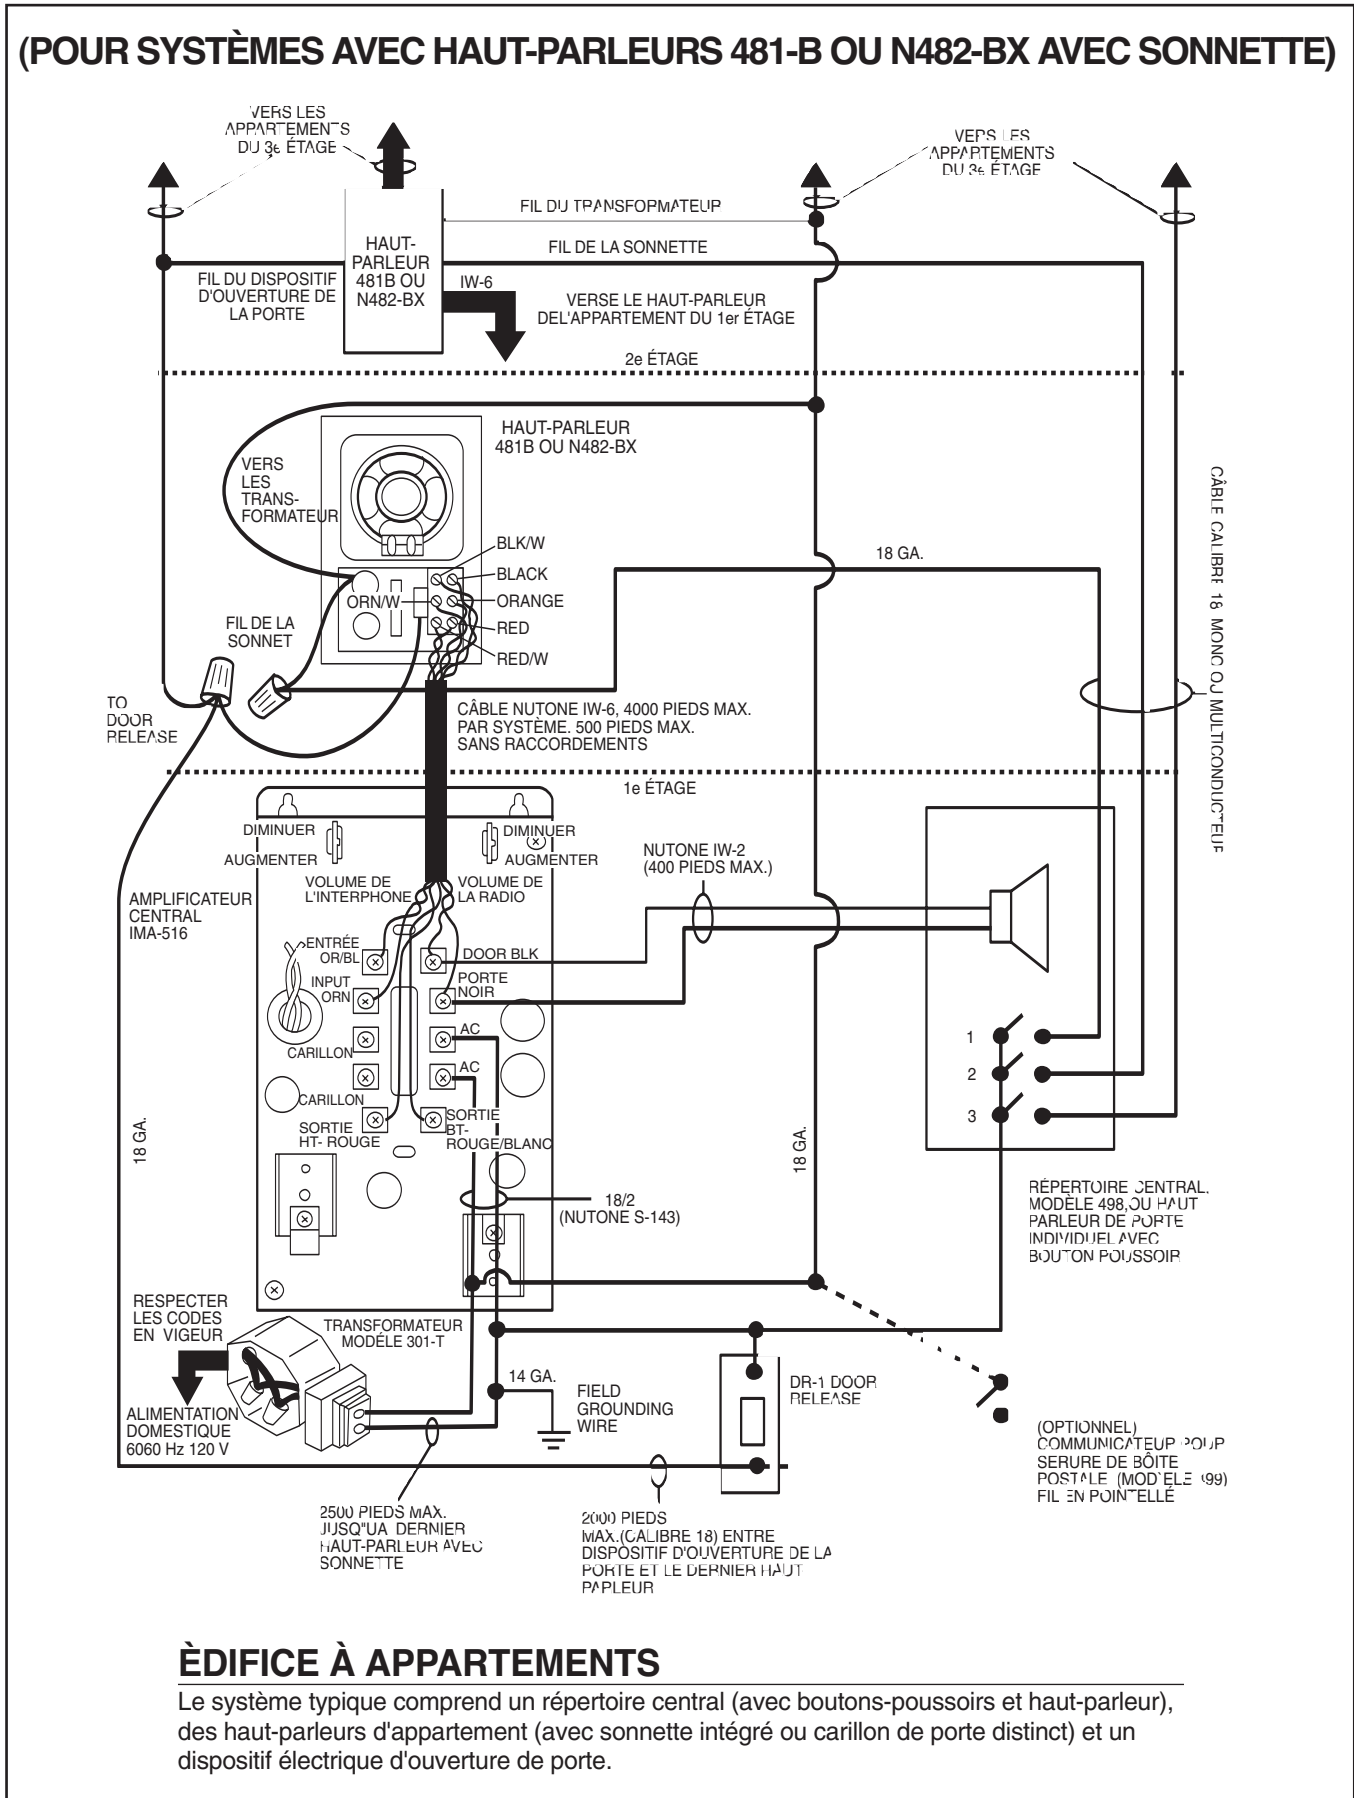 (POUR SYSTÈMES AVEC HAUT-PARLEURS 481-B OU N482-BX AVEC SONNETTE)
VERS LES
APPARTEMENTS
DU 3e ÉTAGE
VERS LES
APPARTEMENTS
DU 3e ÉTAGE
FIL DU TRANSFORMATEUR
FIL DE LA SONNETTE
HAUT-
PARLEUR
481B OU
N482-BX
FIL DU DISPOSITIF
D'OUVERTURE DE
LA PORTE
IW-6
VERSE LE HAUT-PARLEUR
DEL'APPARTEMENT DU 1er ÉTAGE
2e ÉTAGE
HAUT-PARLEUR
481B OU N482-BX
VERS
LES
TRANS-
FORMATEUR
BLK/W
BLACK
ORN/W
ORANGE
RED
RED/W
18 GA.
CÂBLE CALIBRE 18 MONO OU MULTICONDUCTEUR
FIL DE LA
SONNET
TO
DOOR
RELEASE
CÂBLE NUTONE IW-6, 4000 PIEDS MAX.
PAR SYSTÈME. 500 PIEDS MAX.
SANS RACCORDEMENTS
1e ÉTAGE
DIMINUER
AUGMENTER
DIMINUER
AUGMENTER
VOLUME DE
L'INTERPHONE
VOLUME DE
LA RADIO
NUTONE IW-2
(400 PIEDS MAX.)
AMPLIFICATEUR
CENTRAL
IMA-516
ENTRÉE
OR/BL
DOOR BLK
INPUT
ORN
PORTE
NOIR
CARILLON
AC
AC
CARILLON
SORTIE
HT- ROUGE
SORTIE
BT-
ROUGE/BLANC
1
2
3
18 GA.
18 GA.
18/2
(NUTONE S-143)
RÉPERTOIRE CENTRAL,
MODÈLE 498,OU HAUT
PARLEUR DE PORTE
INDIVIDUEL AVEC
BOUTON POUSSOIR
RESPECTER
LES CODES
EN VIGEUR
TRANSFORMATEUR
MODÉLE 301-T
14 GA.
FIELD
GROUNDING
WIRE
DR-1 DOOR
RELEASE
ALIMENTATION
DOMESTIQUE
6060 Hz 120 V
(OPTIONNEL)
COMMUNICATEUR POUR
SERURE DE BÔITE
POSTALE (MOD`ELE 499)
FIL EN POINTELLÉ
2500 PIEDS MAX.
JUSQ"UA DERNIER
HAUT-PARLEUR AVEC
SONNETTE
2000 PIEDS
MAX.(CALIBRE 18) ENTRE
DISPOSITIF D'OUVERTURE DE LA
PORTE ET LE DERNIER HAUT
PARLEUR
ÈDIFICE À APPARTEMENTS
Le système typique comprend un répertoire central (avec boutons-poussoirs et haut-parleur),
des haut-parleurs d'appartement (avec sonnette intégré ou carillon de porte distinct) et un
dispositif électrique d'ouverture de porte.